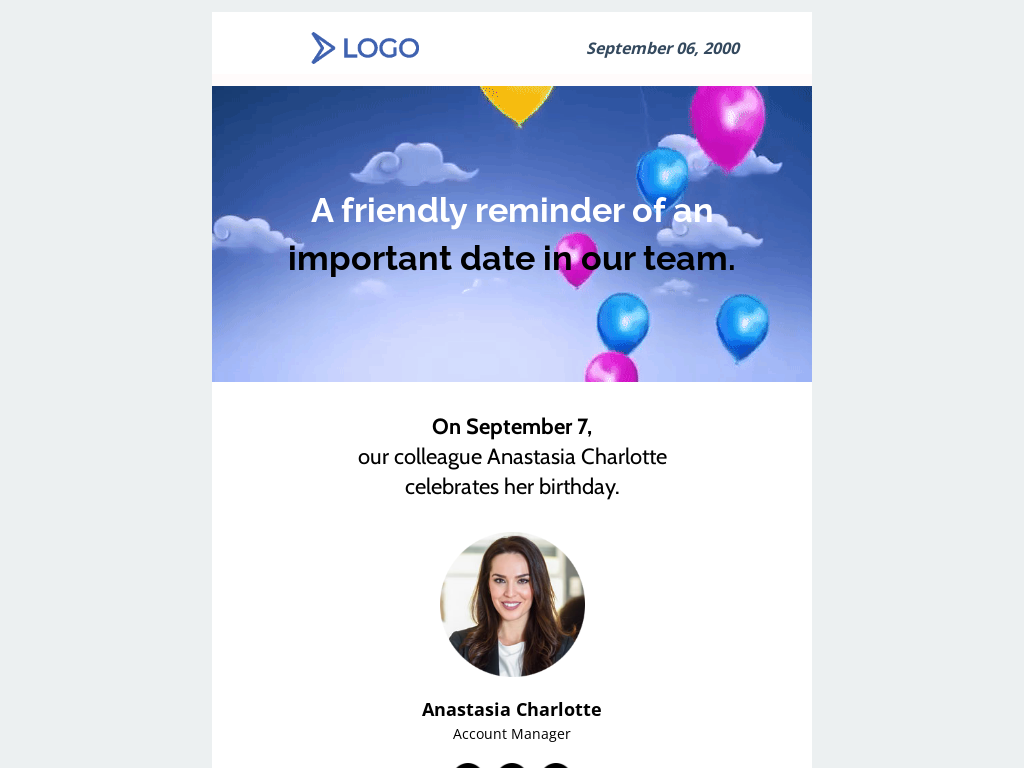 LOGO
September 06, 2000
A friendly reminder of an
important date in our team.
On September 7,
our colleague Anastasia Charlotte
celebrates her birthday.
Anastasia Charlotte
Account Manager